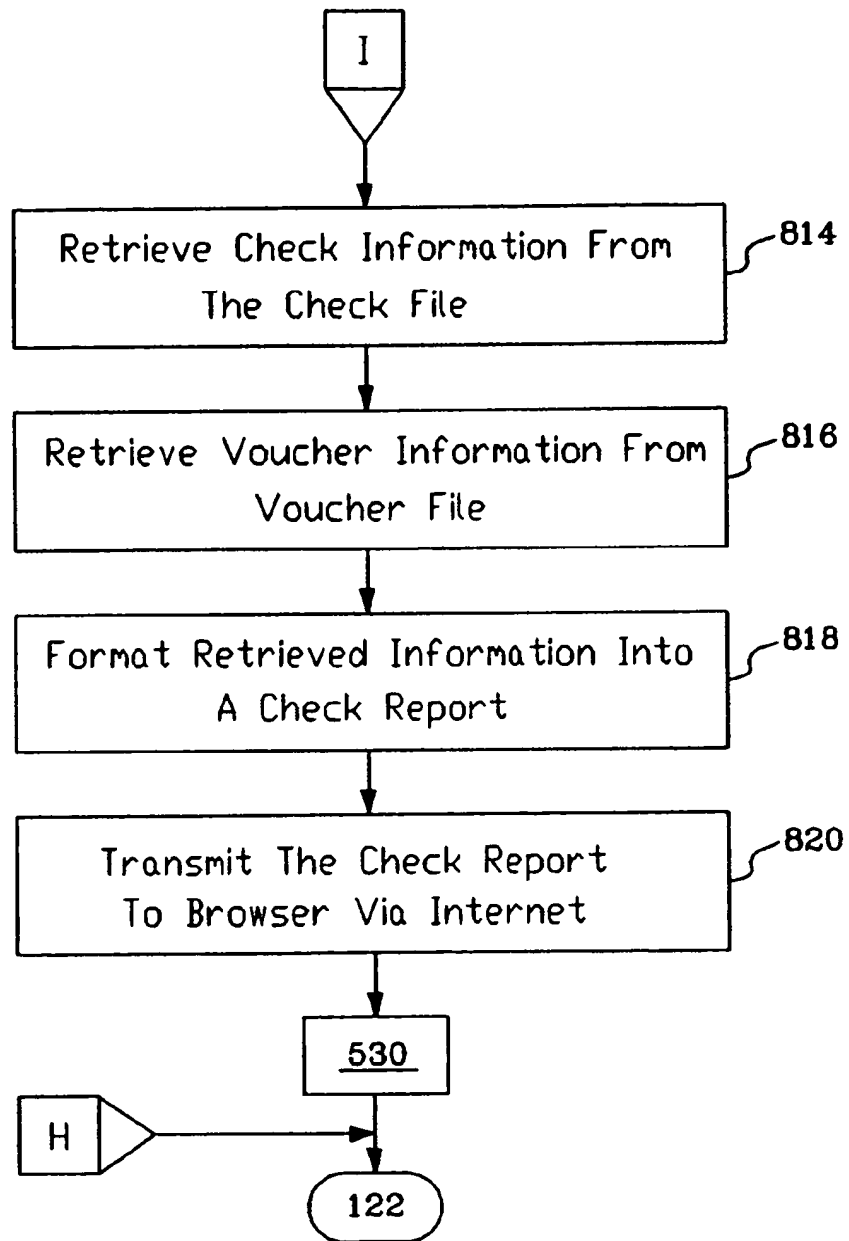 I
Retrieve Check Information From
The Check File
814
Retrieve Voucher Information From
Voucher File
816
Format Retrieved Information Into
A Check Report
818
Transmit The Check Report
To Browser Via Internet
820
530
H
122